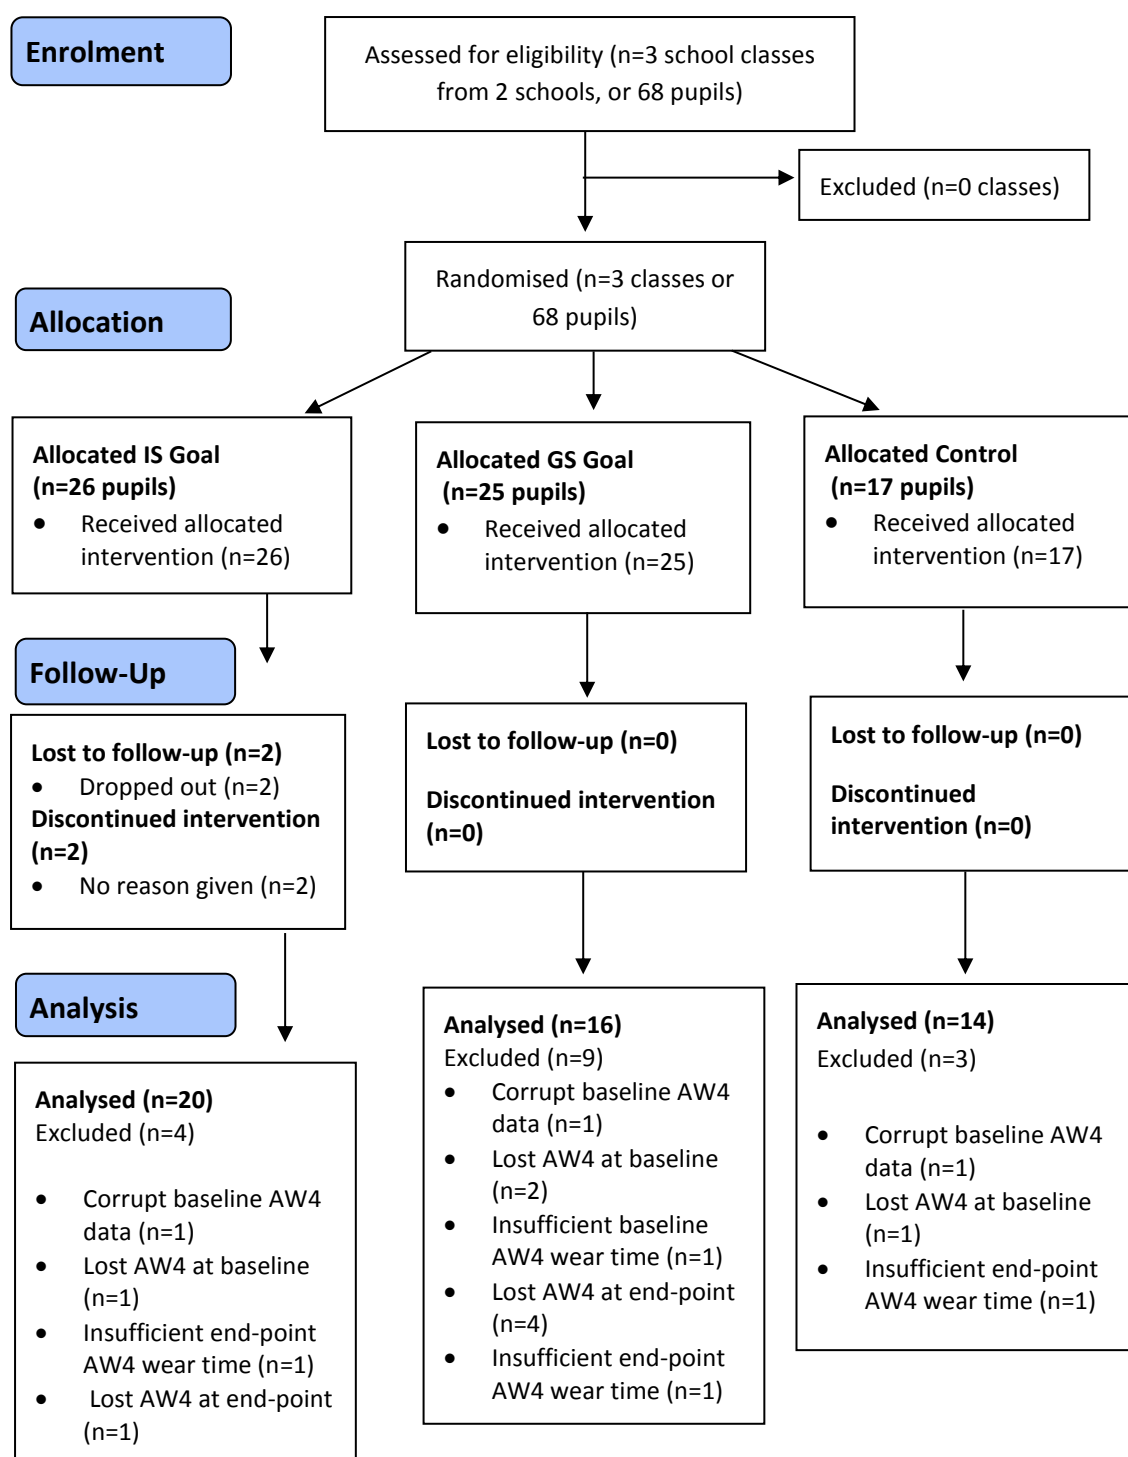 Enrolment
Assessed for eligibility (n=3 school classes
from 2 schools, or 68 pupils)
Excluded (n=0 classes)
Randomised (n=3 classes or
68 pupils)
Allocation
Allocated IS Goal
(n=26 pupils)
• Received allocated
intervention (n=26)
Allocated GS Goal
(n=25 pupils)
• Received allocated
intervention (n=25)
Allocated Control
(n=17 pupils)
• Received allocated
intervention (n=17)
Follow-Up
Lost to follow-up (n=2)
• Dropped out (n=2)
Discontinued intervention
(n=2)
• No reason given (n=2)
Lost to follow-up (n=0)
Discontinued intervention
(n=0)
Lost to follow-up (n=0)
Discontinued
intervention (n=0)
Analysis
Analysed (n=20)
Excluded (n=4)
• Corrupt baseline AW4
data (n=1)
• Lost AW4 at baseline
(n=1)
• Insufficient end-point
AW4 wear time (n=1)
• Lost AW4 at end-point
(n=1)
Analysed (n=16)
Excluded (n=9)
• Corrupt baseline AW4
data (n=1)
• Lost AW4 at baseline
(n=2)
• Insufficient baseline
AW4 wear time (n=1)
• Lost AW4 at end-point
(n=4)
• Insufficient end-point
AW4 wear time (n=1)
Analysed (n=14)
Excluded (n=3)
• Corrupt baseline AW4
data (n=1)
• Lost AW4 at baseline
(n=1)
• Insufficient end-point
AW4 wear time (n=1)